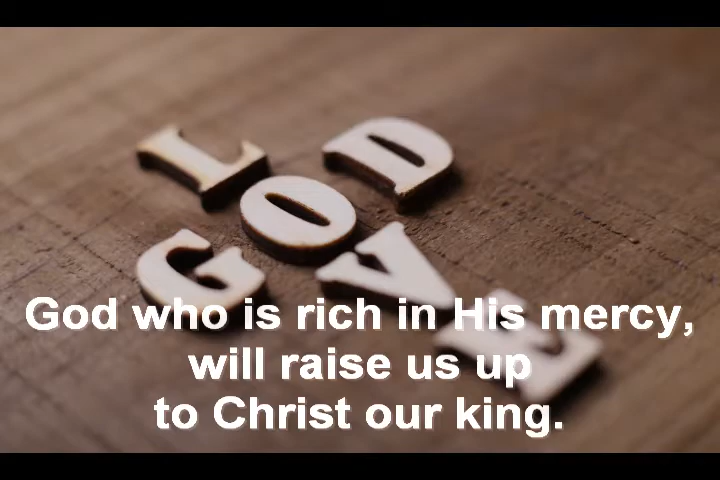 L
GOD
V
E
God who is rich in His mercy,
will raise us up
to Christ our king.